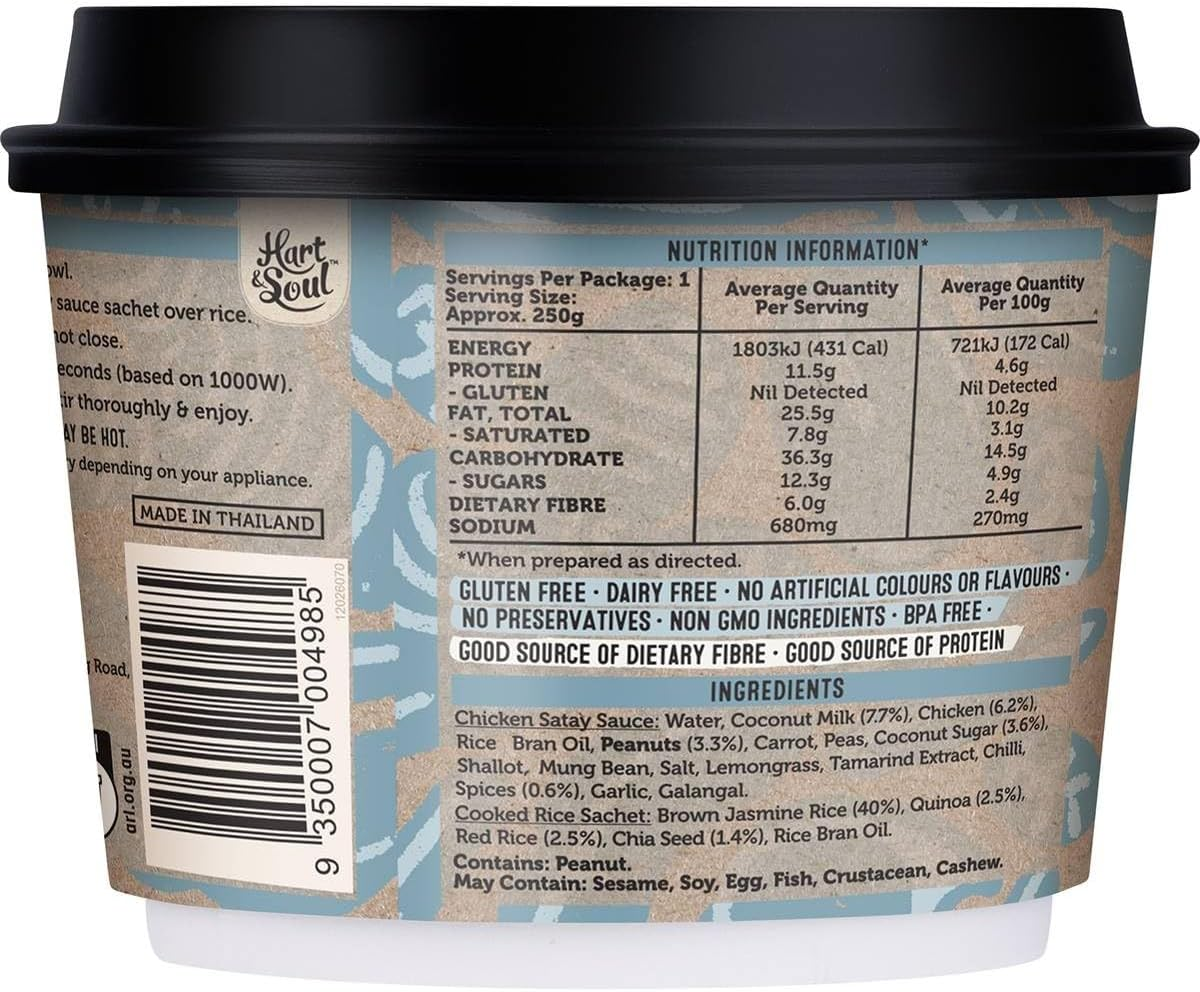 Hart
& Soul™
sauce sachet over rice.
not close.
(based on 1000W).
thoroughly & enjoy.
BE HOT.
depending on your appliance.
MADE IN THAILAND
12026070
9 350007 004985
Road,
arl.org.au
NUTRITION INFORMATION*
Servings Per Package: 1
Serving Size:
Approx. 250g
Average Quantity
Per Serving
Average Quantity
Per 100g
ENERGY 1803kJ (431 Cal) 721kJ (172 Cal)
PROTEIN 11.5g 4.6g
- GLUTEN Nil Detected Nil Detected
FAT, TOTAL 25.5g 10.2g
- SATURATED 7.8g 3.1g
CARBOHYDRATE 36.3g 14.5g
- SUGARS 12.3g 4.9g
DIETARY FIBRE 6.0g 2.4g
SODIUM 680mg 270mg
*When prepared as directed.
GLUTEN FREE · DAIRY FREE · NO ARTIFICIAL COLOURS OR FLAVOURS ·
NO PRESERVATIVES · NON GMO INGREDIENTS · BPA FREE ·
GOOD SOURCE OF DIETARY FIBRE · GOOD SOURCE OF PROTEIN
INGREDIENTS
Chicken Satay Sauce: Water, Coconut Milk (7.7%), Chicken (6.2%),
Rice Bran Oil, Peanuts (3.3%), Carrot, Peas, Coconut Sugar (3.6%),
Shallot, Mung Bean, Salt, Lemongrass, Tamarind Extract, Chilli,
Spices (0.6%), Garlic, Galangal.
Cooked Rice Sachet: Brown Jasmine Rice (40%), Quinoa (2.5%),
Red Rice (2.5%), Chia Seed (1.4%), Rice Bran Oil.
Contains: Peanut.
May Contain: Sesame, Soy, Egg, Fish, Crustacean, Cashew.